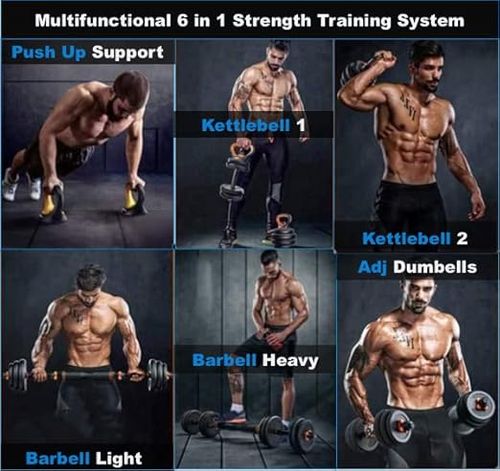 Multifunctional 6 in 1 Strength Training System
Push Up Support
Kettlebell 1
Kettlebell 2
Barbell Light
Barbell Heavy
Adj Dumbells